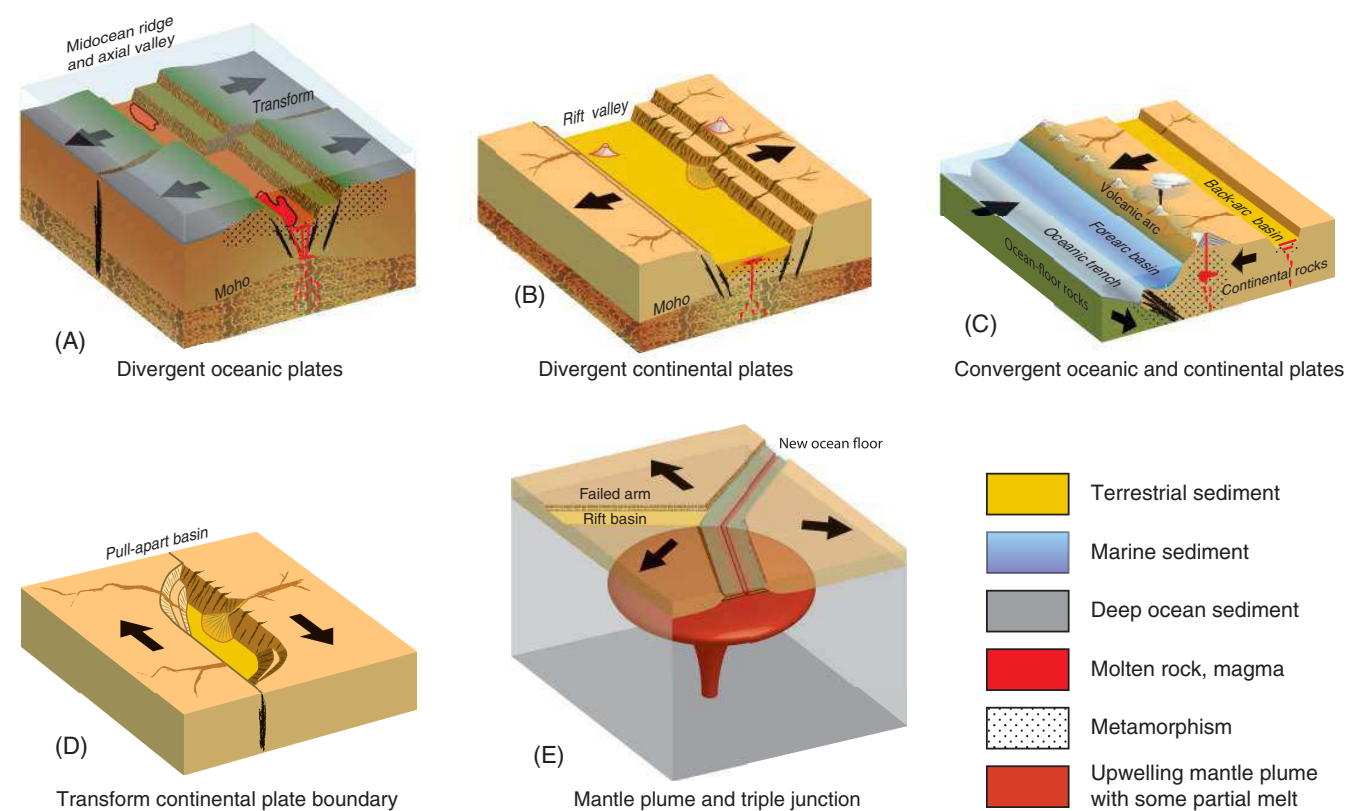 Midocean ridge
and axial valley
Transform
Moho
(A)
Divergent oceanic plates
Rift valley
Moho
(B)
Divergent continental plates
Volcanic arc
Back-arc basin
Forearc basin
Oceanic trench
Ocean-floor rocks
Continental rocks
(C)
Convergent oceanic and continental plates
Pull-apart basin
(D)
Transform continental plate boundary
New ocean floor
Failed arm
Rift basin
(E)
Mantle plume and triple junction
Terrestrial sediment
Marine sediment
Deep ocean sediment
Molten rock, magma
Metamorphism
Upwelling mantle plume
with some partial melt